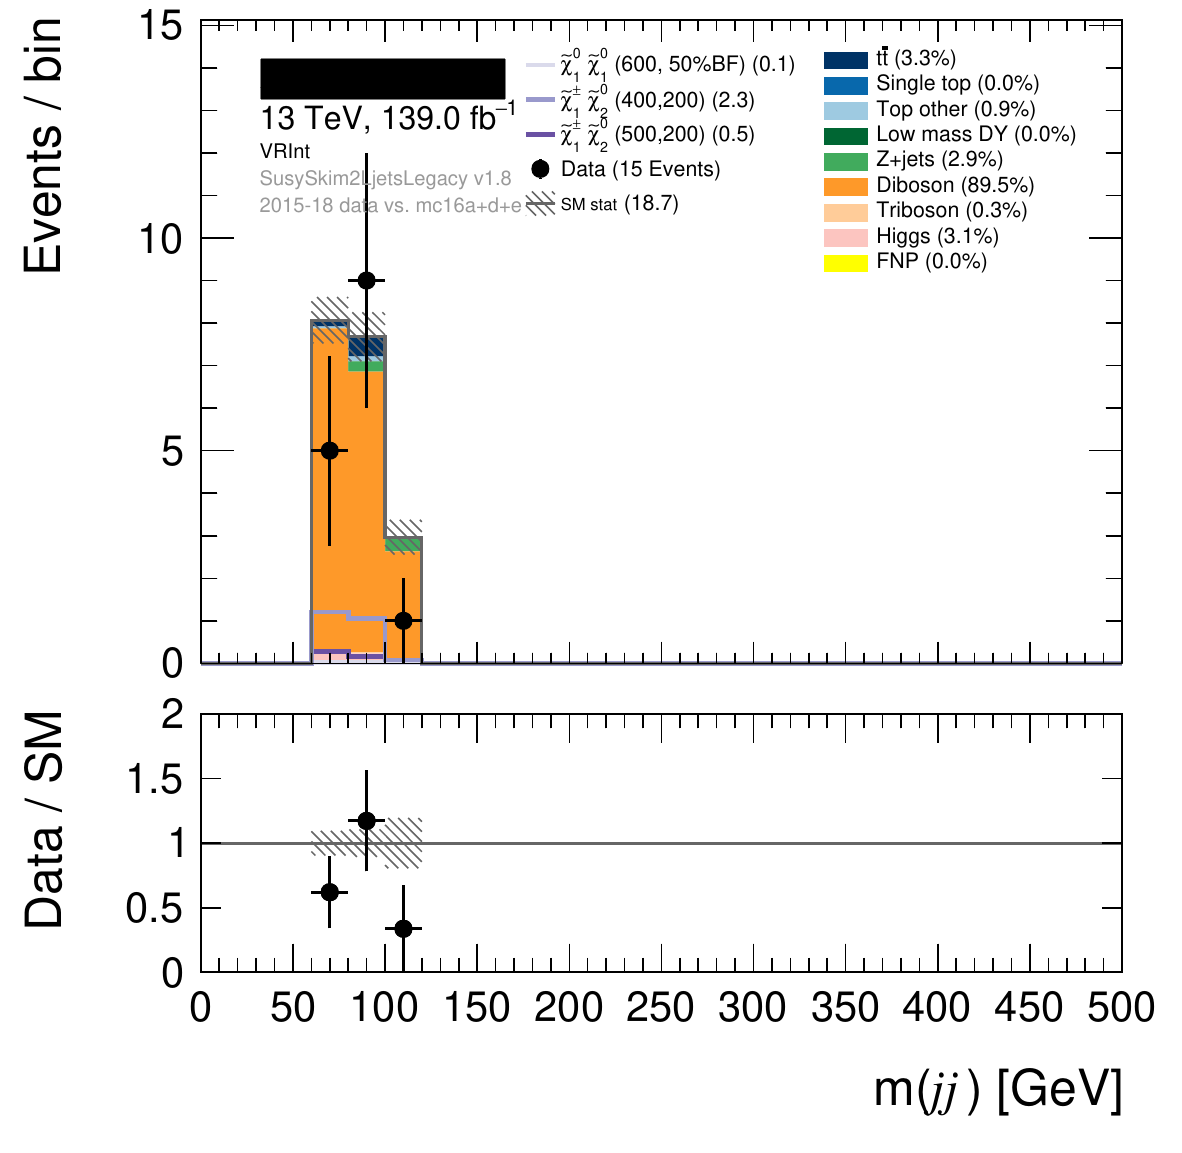 Events / bin
15
10
5
0
13 TeV, 139.0 fb⁻¹
VRInt
SusySkim2LjetsLegacy v1.8
2015-18 data vs. mc16a+d+e
χ̃⁰₁ χ̃⁰₁ (600, 50%BF) (0.1)
χ̃±₁ χ̃⁰₂ (400,200) (2.3)
χ̃±₁ χ̃⁰₂ (500,200) (0.5)
Data (15 Events)
SM stat (18.7)
tt̄ (3.3%)
Single top (0.0%)
Top other (0.9%)
Low mass DY (0.0%)
Z+jets (2.9%)
Diboson (89.5%)
Triboson (0.3%)
Higgs (3.1%)
FNP (0.0%)
Data / SM
2
1.5
1
0.5
0
0 50 100 150 200 250 300 350 400 450 500
m(jj) [GeV]